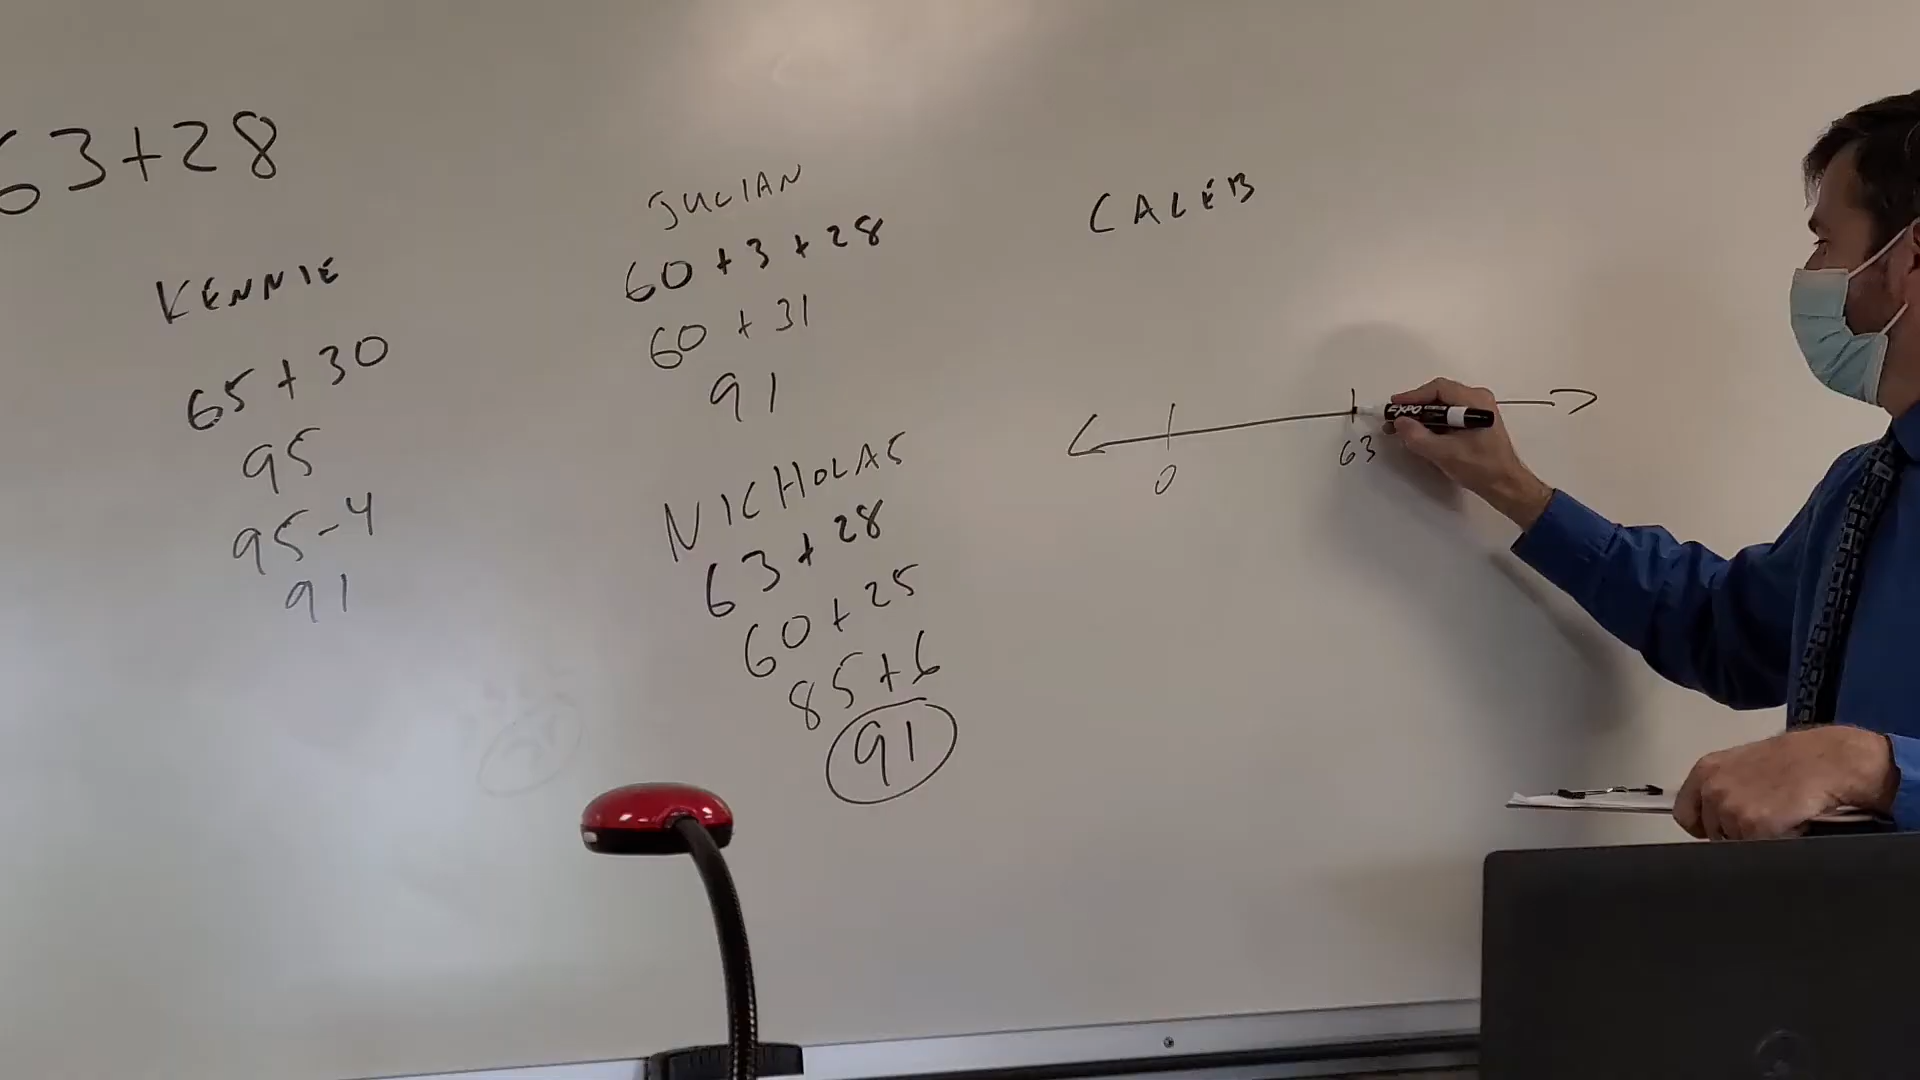 63+28
KENNIE
65+30
95
95-4
91
JULIAN
60+3+28
60+31
91
NICHOLAS
63+28
60+25
85+6
91
CALEB
0
63
EXPO